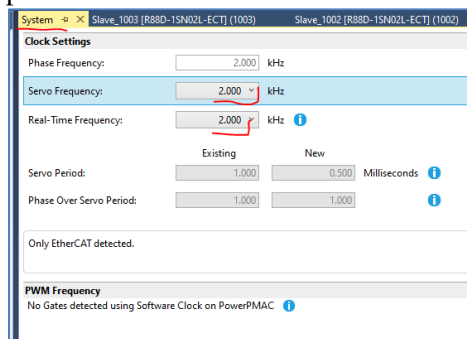 System Slave_1003 [R88D-1SN02L-ECT] (1003) Slave_1002 [R88D-1SN02L-ECT] (1002)
Clock Settings
Phase Frequency: 2.000 kHz
Servo Frequency: 2.000 kHz
Real-Time Frequency: 2.000 kHz
Existing New
Servo Period: 1.000 0.500 Milliseconds
Phase Over Servo Period: 1.000 1.000
Only EtherCAT detected.
PWM Frequency
No Gates detected using Software Clock on PowerPMAC